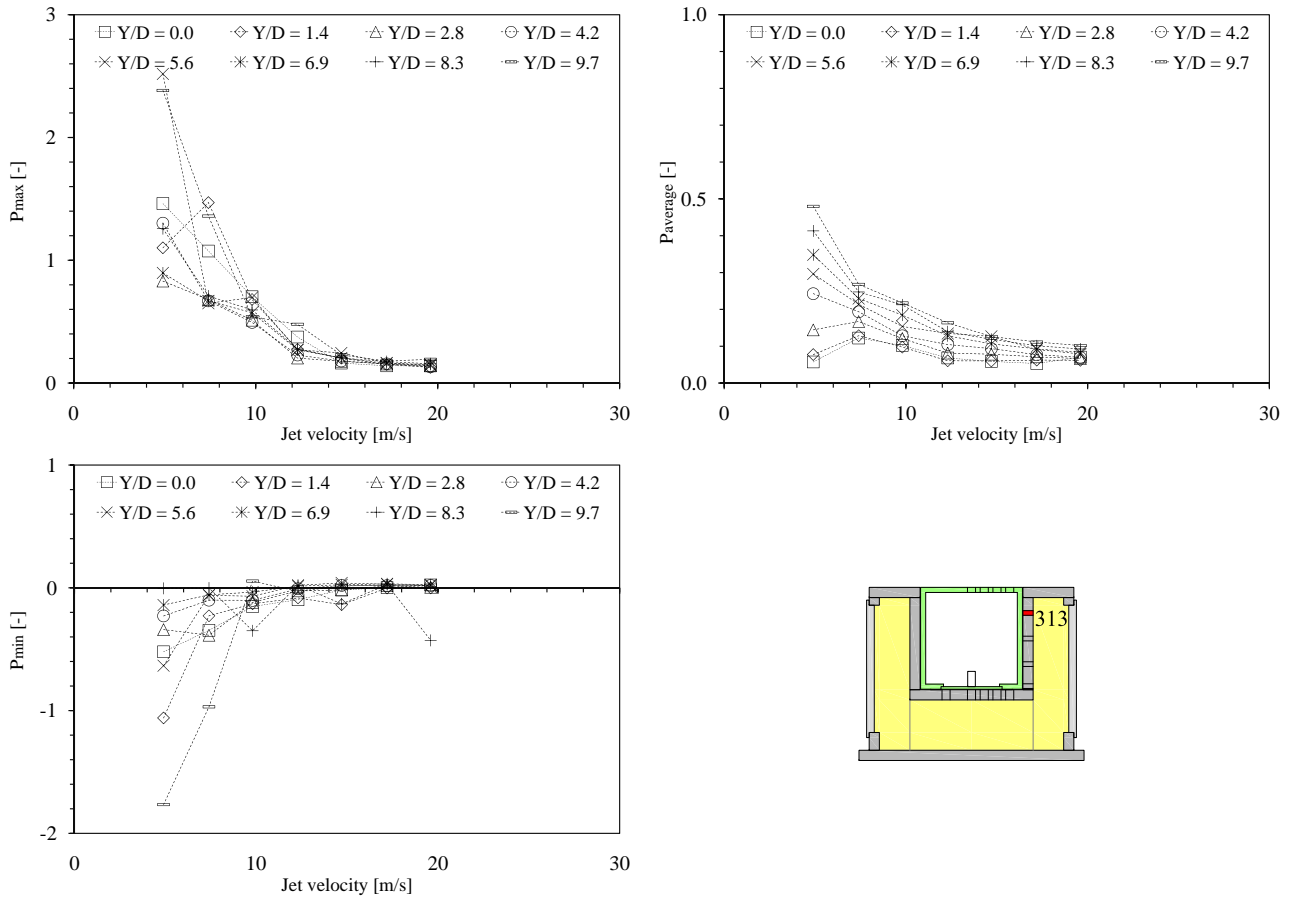 3
Y/D = 0.0 Y/D = 1.4 Y/D = 2.8 Y/D = 4.2
Y/D = 5.6 Y/D = 6.9 Y/D = 8.3 Y/D = 9.7
2
Pmax [-]
1
0
0 10 20 30
Jet velocity [m/s]
1.0
Y/D = 0.0 Y/D = 1.4 Y/D = 2.8 Y/D = 4.2
Y/D = 5.6 Y/D = 6.9 Y/D = 8.3 Y/D = 9.7
Paverage [-]
0.5
0.0
0 10 20 30
Jet velocity [m/s]
1
Y/D = 0.0 Y/D = 1.4 Y/D = 2.8 Y/D = 4.2
Y/D = 5.6 Y/D = 6.9 Y/D = 8.3 Y/D = 9.7
0
Pmin [-]
-1
-2
0 10 20 30
Jet velocity [m/s]
313